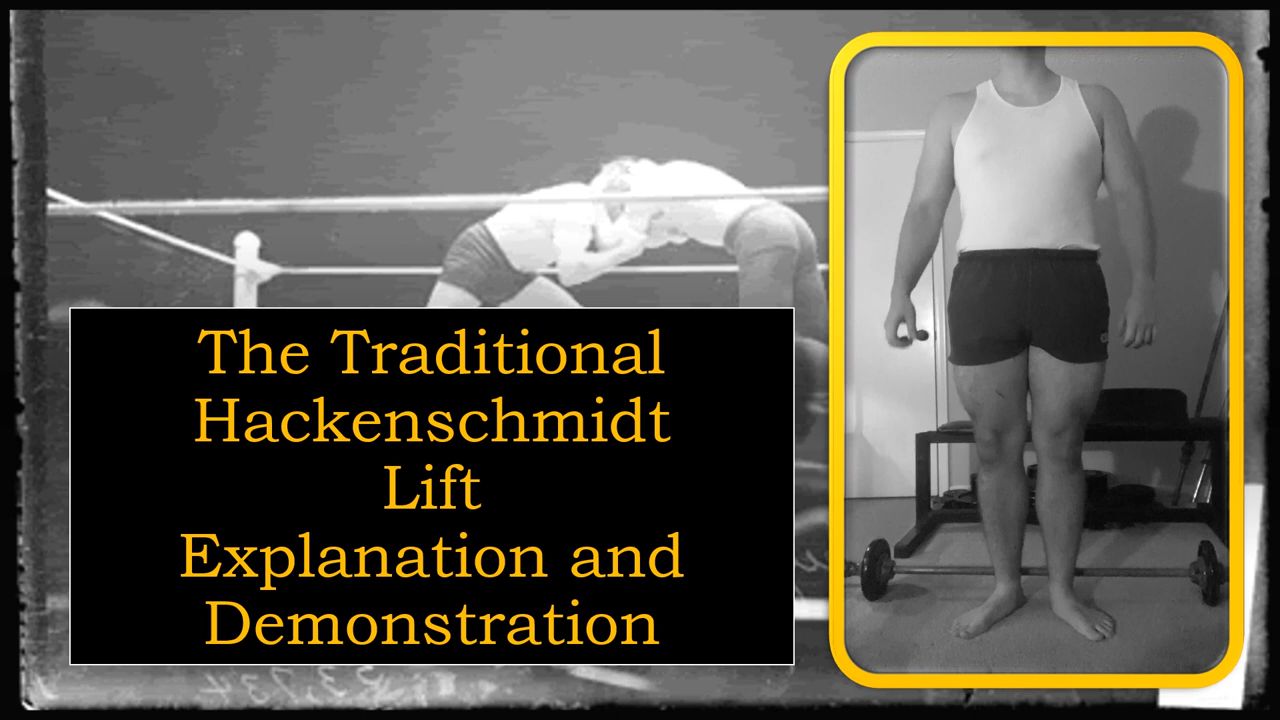 The Traditional
Hackenschmidt
Lift
Explanation and
Demonstration